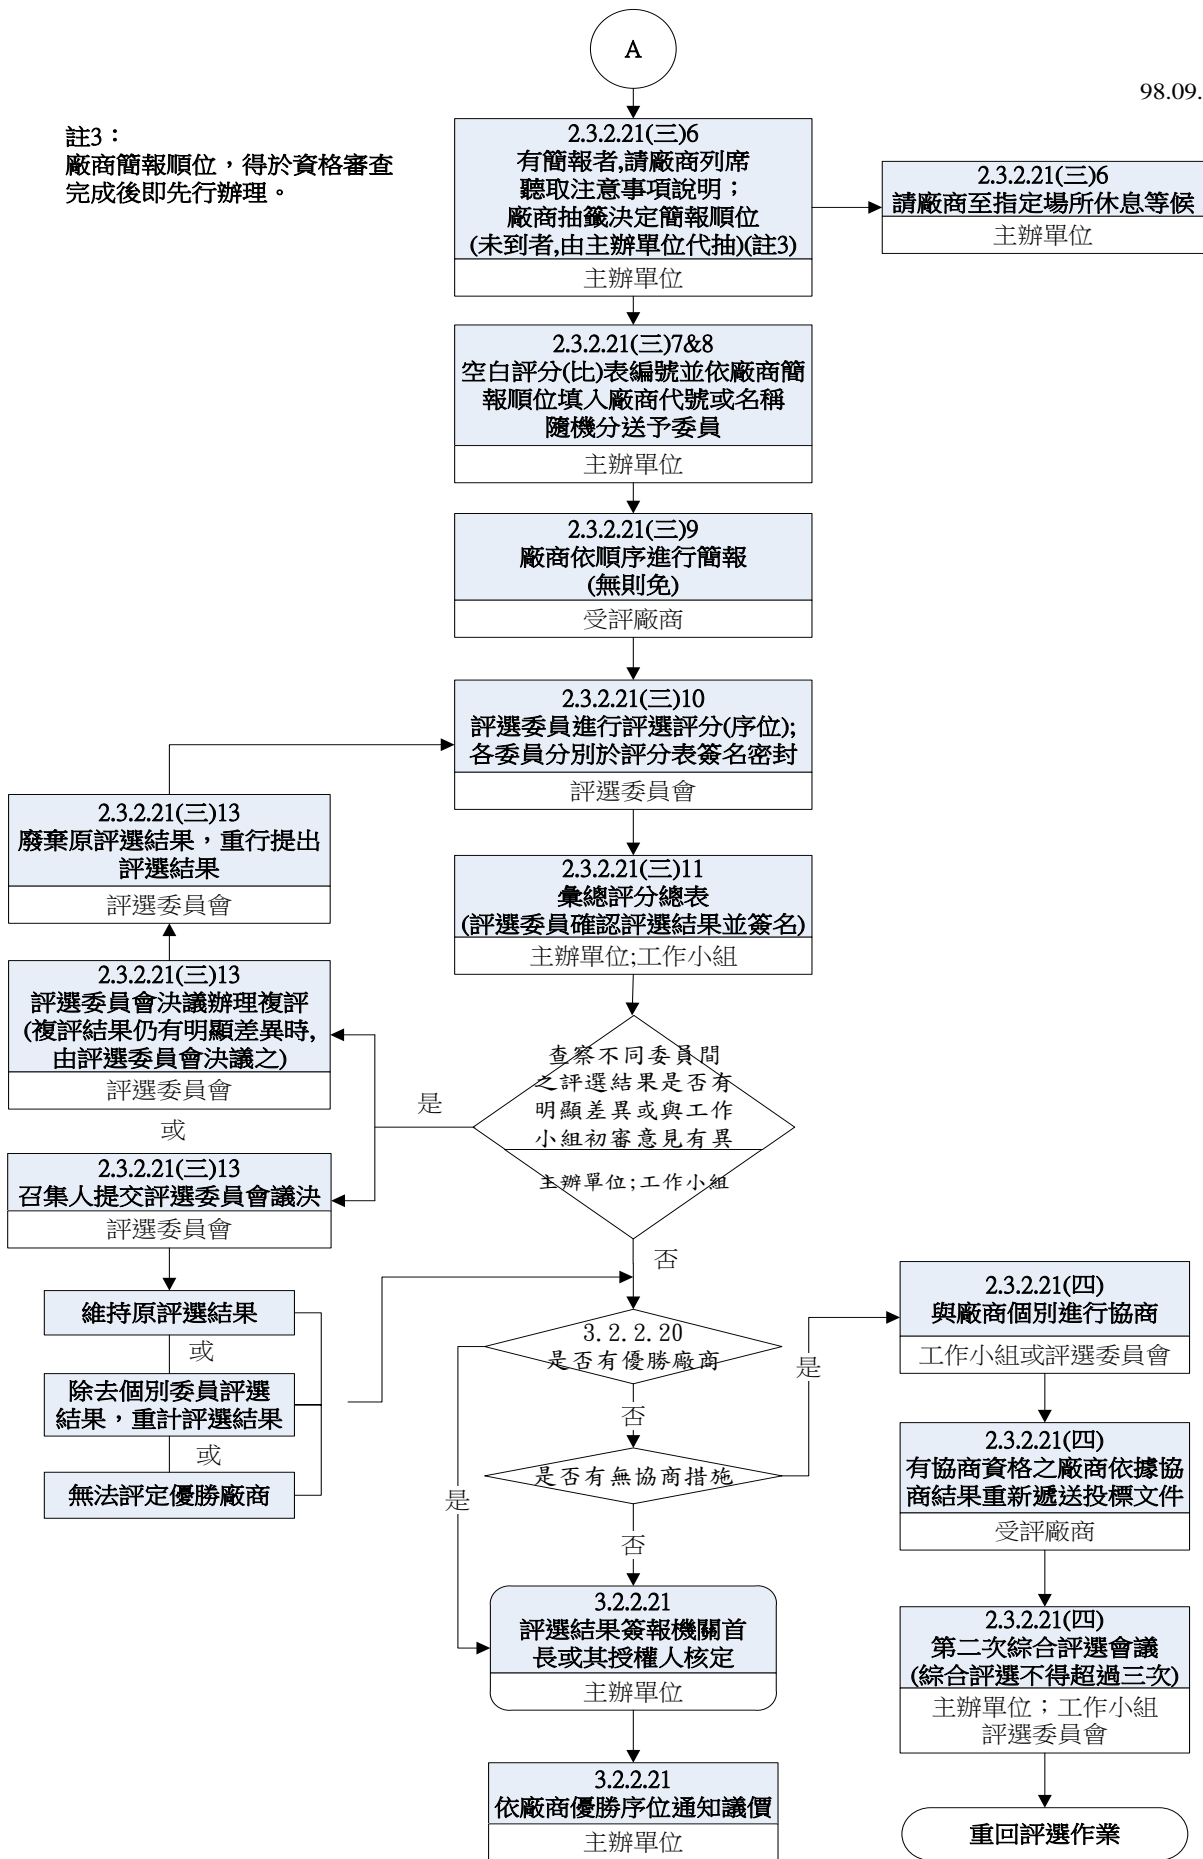 A
98.09.
註3：
廠商簡報順位，得於資格審查
完成後即先行辦理。
2.3.2.21(三)6
有簡報者,請廠商列席
聽取注意事項說明；
廠商抽籤決定簡報順位
(未到者,由主辦單位代抽)(註3)
主辦單位
2.3.2.21(三)6
請廠商至指定場所休息等候
主辦單位
2.3.2.21(三)7&8
空白評分(比)表編號並依廠商簡
報順位填入廠商代號或名稱
隨機分送予委員
主辦單位
2.3.2.21(三)9
廠商依順序進行簡報
(無則免)
受評廠商
2.3.2.21(三)10
評選委員進行評選評分(序位);
各委員分別於評分表簽名密封
評選委員會
2.3.2.21(三)13
廢棄原評選結果，重行提出
評選結果
評選委員會
2.3.2.21(三)11
彙總評分總表
(評選委員確認評選結果並簽名)
主辦單位;工作小組
2.3.2.21(三)13
評選委員會決議辦理複評
(複評結果仍有明顯差異時,
由評選委員會決議之)
評選委員會
或
是
查察不同委員間
之評選結果是否有
明顯差異或與工作
小組初審意見有異
主辦單位;工作小組
2.3.2.21(三)13
召集人提交評選委員會議決
評選委員會
否
維持原評選結果
或
除去個別委員評選
結果，重計評選結果
或
無法評定優勝廠商
3.2.2.20
是否有優勝廠商
是
否
是否有無協商措施
是
否
2.3.2.21(四)
與廠商個別進行協商
工作小組或評選委員會
2.3.2.21(四)
有協商資格之廠商依據協
商結果重新遞送投標文件
受評廠商
3.2.2.21
評選結果簽報機關首
長或其授權人核定
主辦單位
2.3.2.21(四)
第二次綜合評選會議
(綜合評選不得超過三次)
主辦單位；工作小組
評選委員會
3.2.2.21
依廠商優勝序位通知議價
主辦單位
重回評選作業